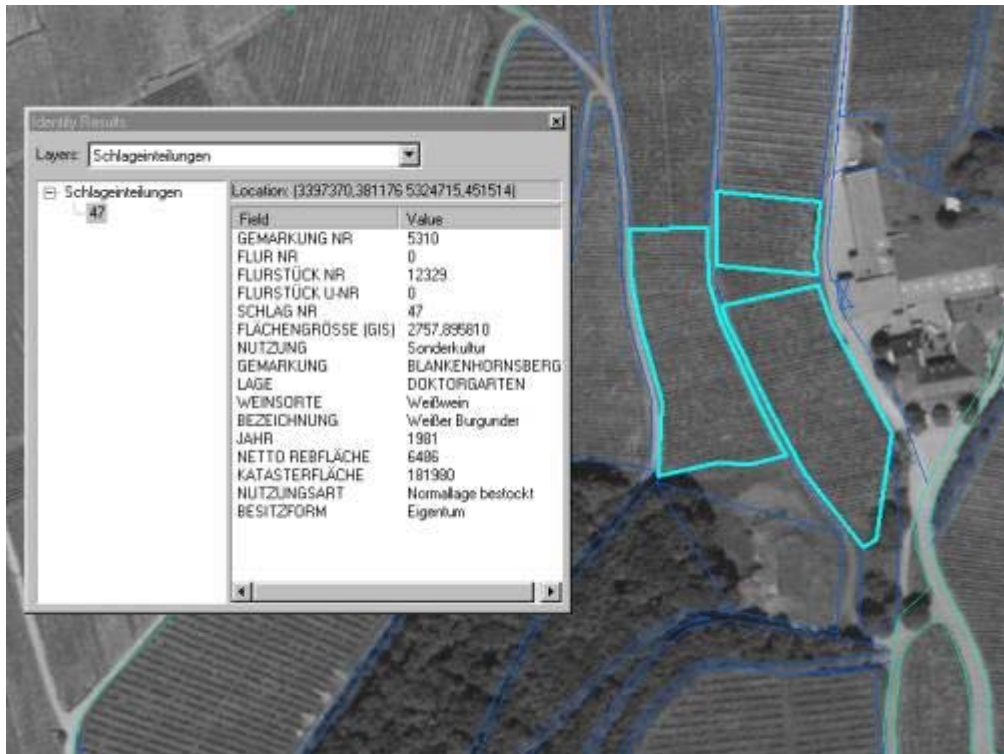 Identify Results
Layers: Schlageinteilungen
Schlageinteilungen
47
Location: (3397370,381176 5324715,451514)
Field Value
GEMARKUNG NR 5310
FLUR NR 0
FLURSTÜCK NR 12329
FLURSTÜCK U-NR 0
SCHLAG NR 47
FLÄCHENGRÖSSE (GIS) 2757,895810
NUTZUNG Sonderkultur
GEMARKUNG BLANKENHORNSBERG
LAGE DOKTORGARTEN
WEINSORTE Weißwein
BEZEICHNUNG Weißer Burgunder
JAHR 1981
NETTO REBFLÄCHE 6486
KATASTERFLÄCHE 181980
NUTZUNGSART Normallage bestockt
BESITZFORM Eigentum